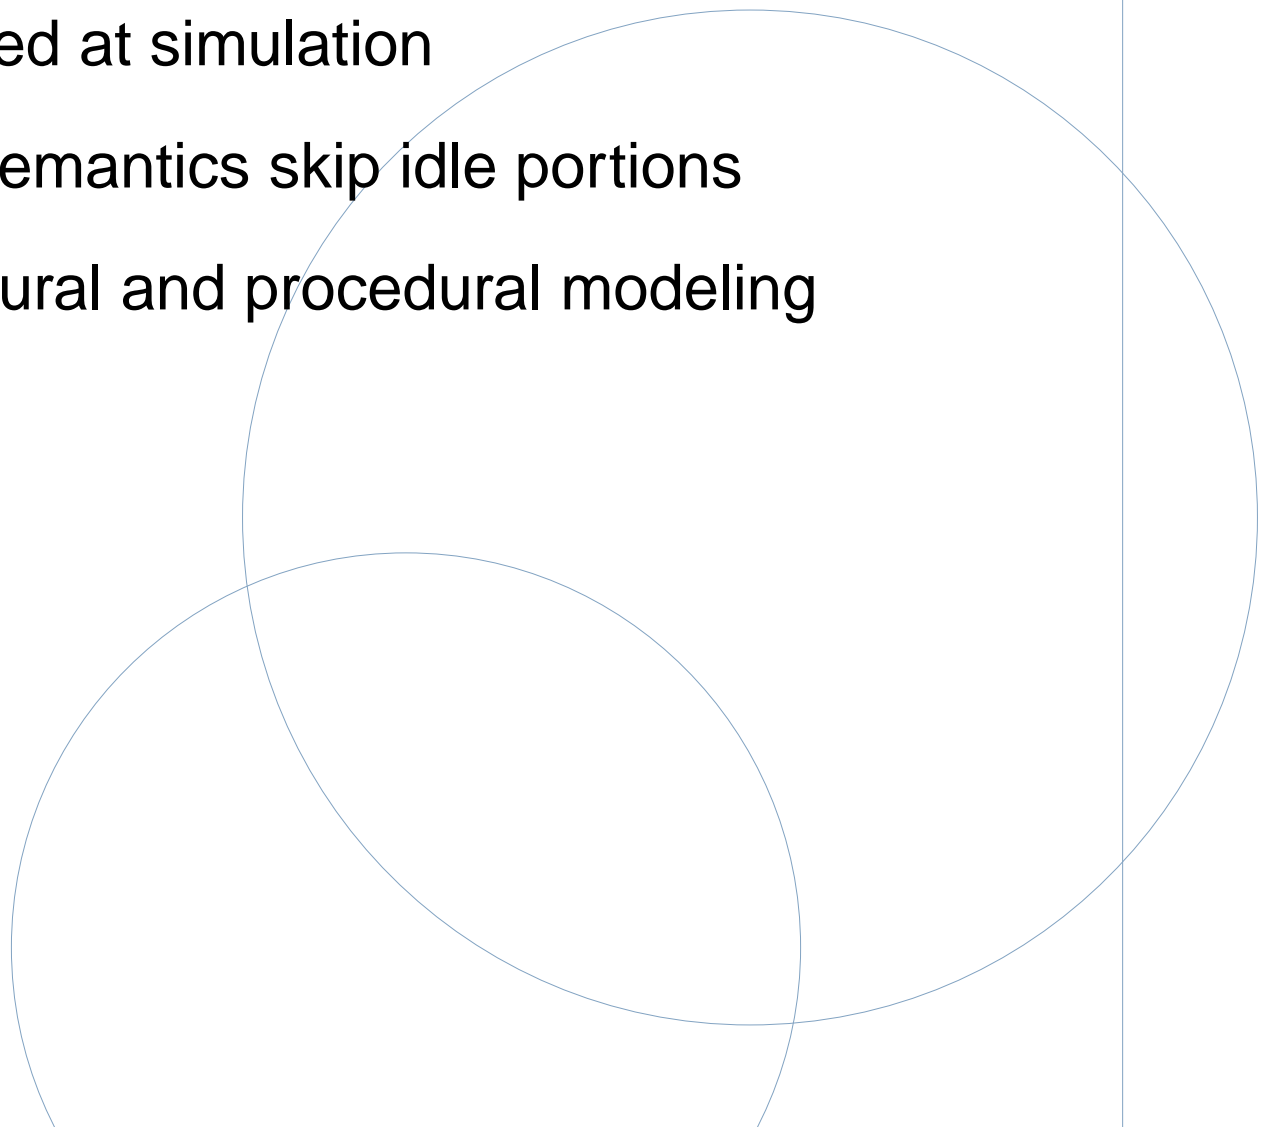 ed at simulation
emantics skip idle portions
ural and procedural modeling